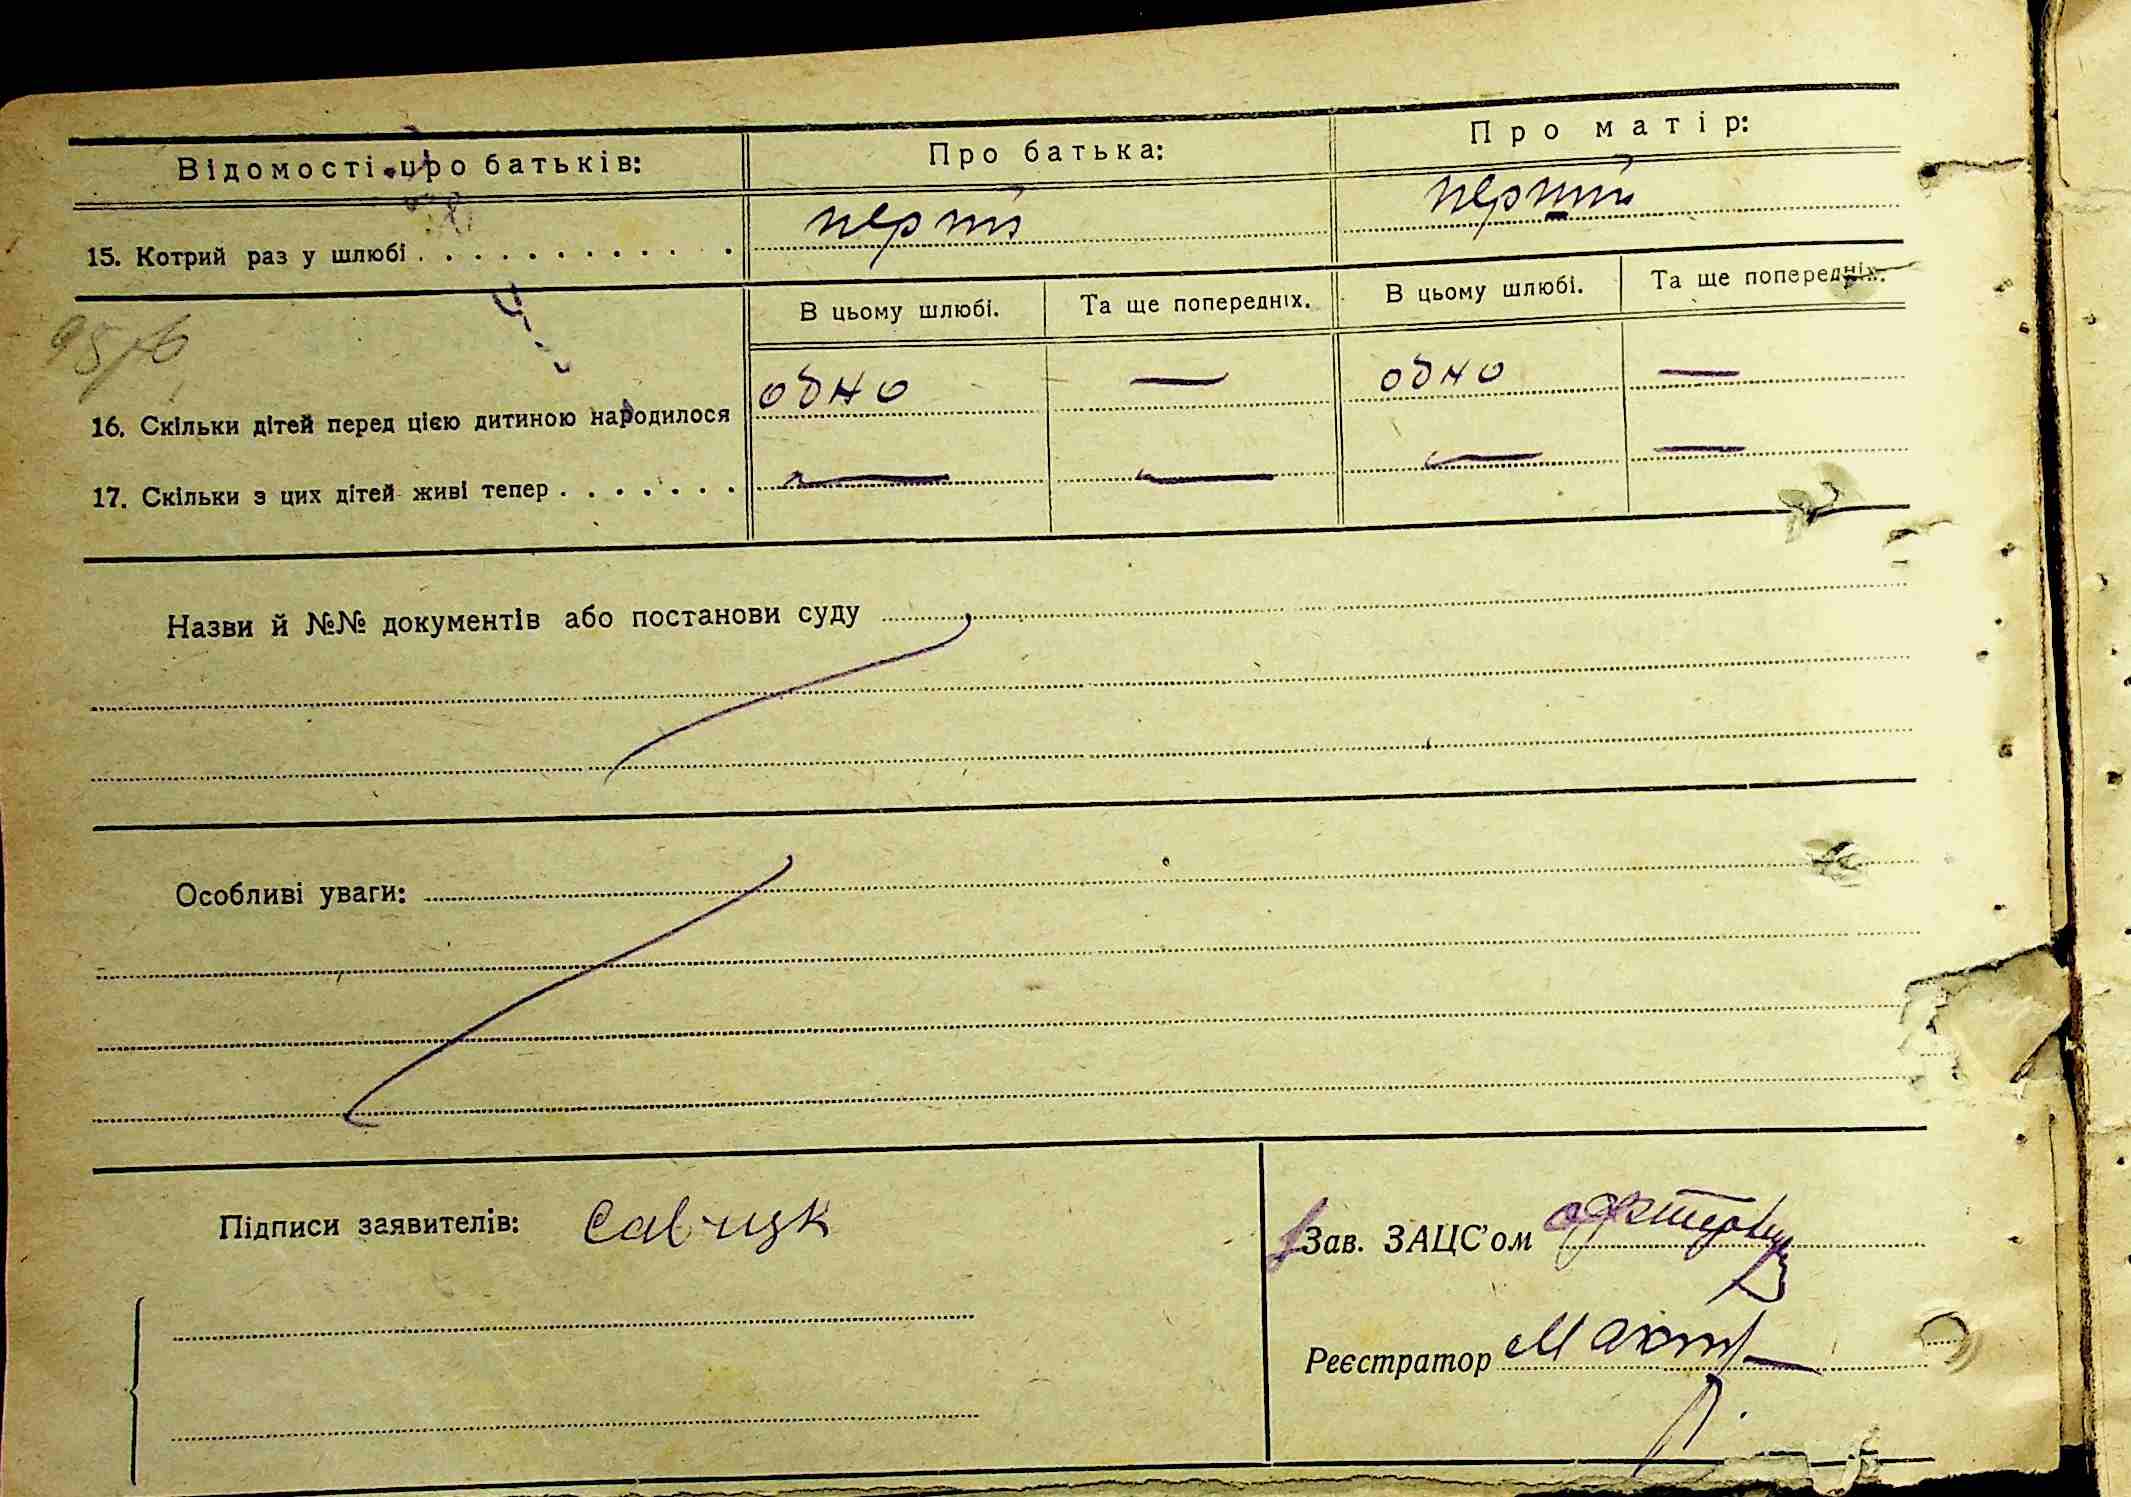 Відомості про батьків: Про батька: Про матір:
15. Котрий раз у шлюбі . . . . . . . . . . . . перший перший
В цьому шлюбі. Та ще попередніх. В цьому шлюбі. Та ще попередніх.
16. Скільки дітей перед цією дитиною народилося одно — одно —
17. Скільки з цих дітей живі тепер . . . . . . . — — — —
Назви й №№ документів або постанови суду
Особливі уваги:
Підписи заявителів: Савчук
Зав. ЗАЦС'ом
Реєстратор